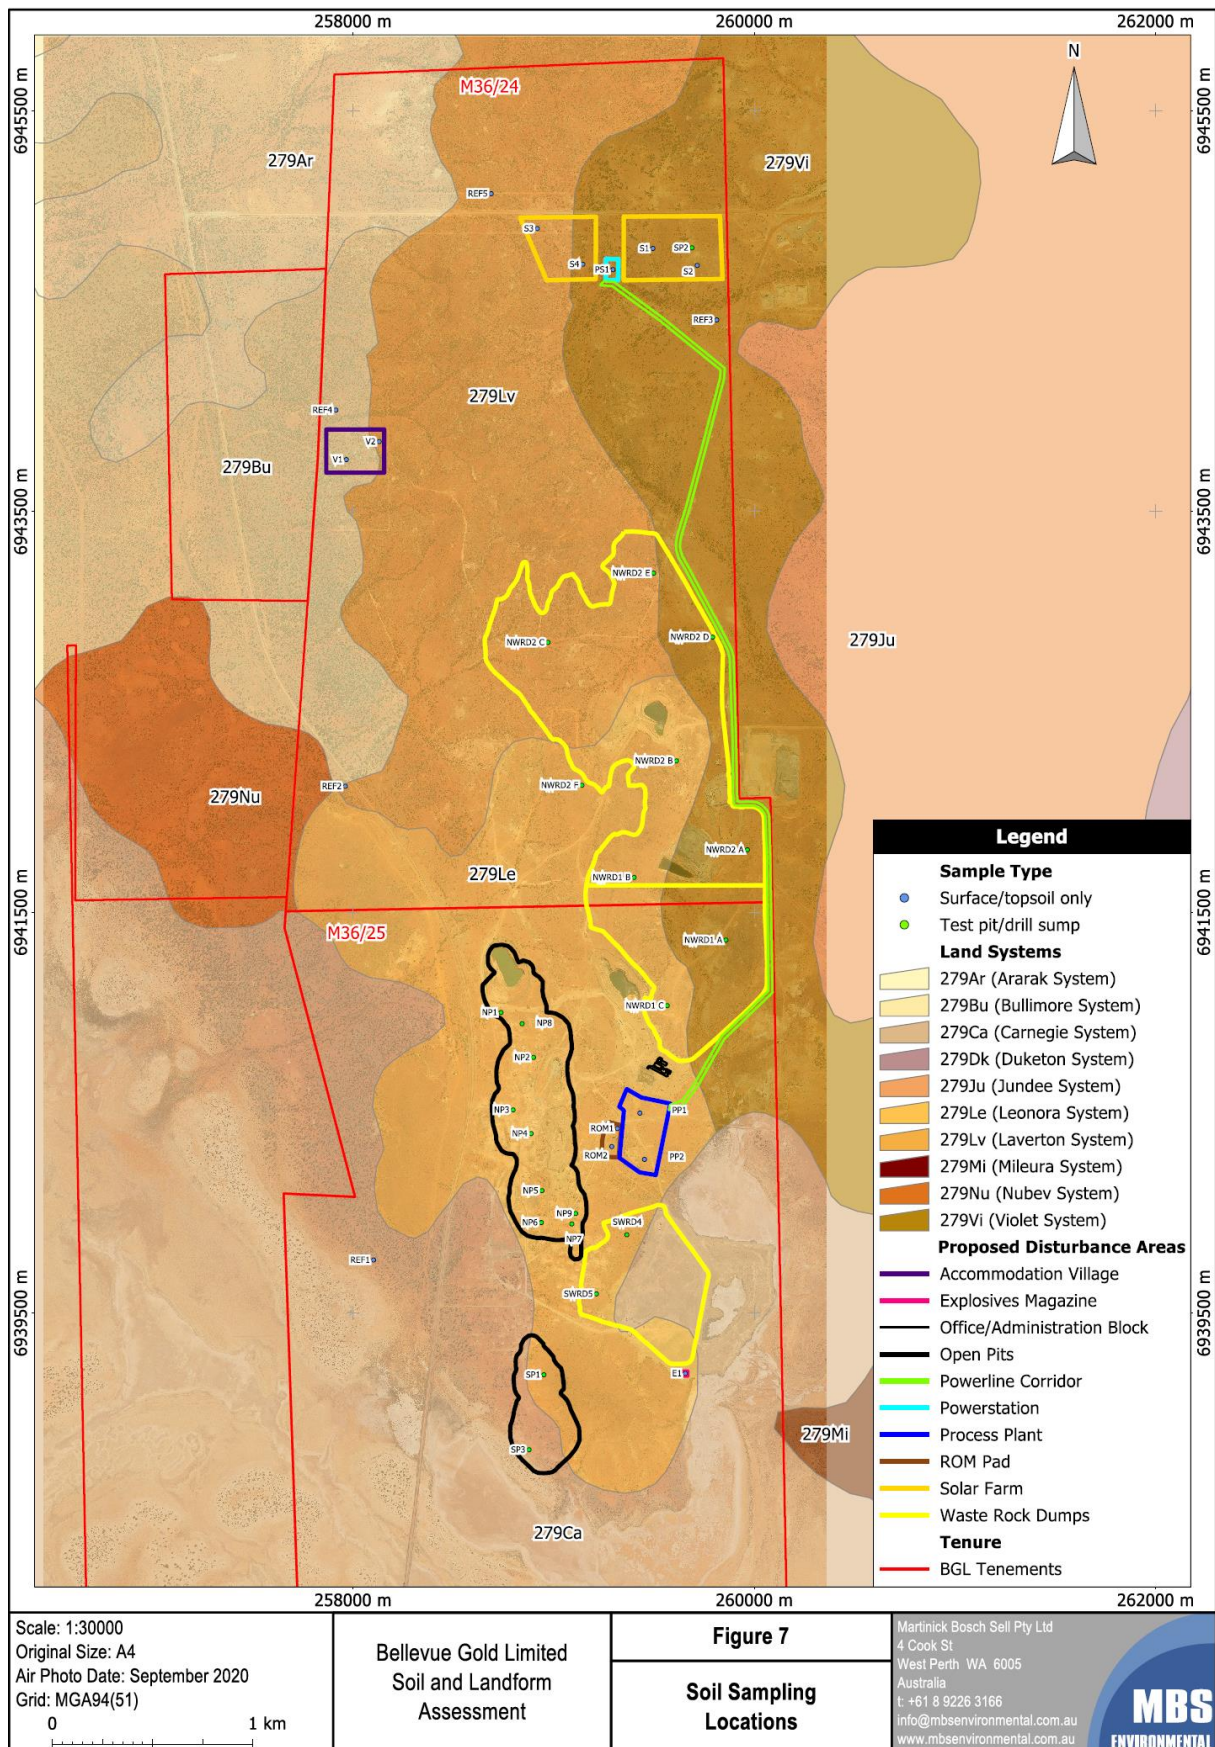 258000 m
260000 m
262000 m
N
6945500 m
6945500 m
M36/24
279Ar
279Vi
REF5
S3
S1
SP2
S4
PS1
S2
REF3
279Lv
REF4
V2
V1
279Bu
6943500 m
6943500 m
NWRD2 E
NWRD2 C
NWRD2 D
279Ju
NWRD2 B
NWRD2 F
REF2
279Nu
NWRD2 A
279Le
NWRD1 B
6941500 m
6941500 m
M36/25
NWRD1 A
NWRD1 C
NP1
NP8
NP2
NP3
PP1
NP4
ROM1
ROM2
PP2
NP5
NP9
NP6
SWRD4
NP7
REF1
SWRD5
6939500 m
6939500 m
SP1
E1
SP3
279Mi
279Ca
Legend
Sample Type
Surface/topsoil only
Test pit/drill sump
Land Systems
279Ar (Ararak System)
279Bu (Bullimore System)
279Ca (Carnegie System)
279Dk (Duketon System)
279Ju (Jundee System)
279Le (Leonora System)
279Lv (Laverton System)
279Mi (Mileura System)
279Nu (Nubev System)
279Vi (Violet System)
Proposed Disturbance Areas
Accommodation Village
Explosives Magazine
Office/Administration Block
Open Pits
Powerline Corridor
Powerstation
Process Plant
ROM Pad
Solar Farm
Waste Rock Dumps
Tenure
BGL Tenements
258000 m
260000 m
262000 m
Scale: 1:30000
Original Size: A4
Air Photo Date: September 2020
Grid: MGA94(51)
0 1 km
Bellevue Gold Limited
Soil and Landform
Assessment
Figure 7
Soil Sampling
Locations
Martinick Bosch Sell Pty Ltd
4 Cook St
West Perth WA 6005
Australia
t: +61 8 9226 3166
info@mbsenvironmental.com.au
www.mbsenvironmental.com.au
MBS
ENVIRONMENTAL